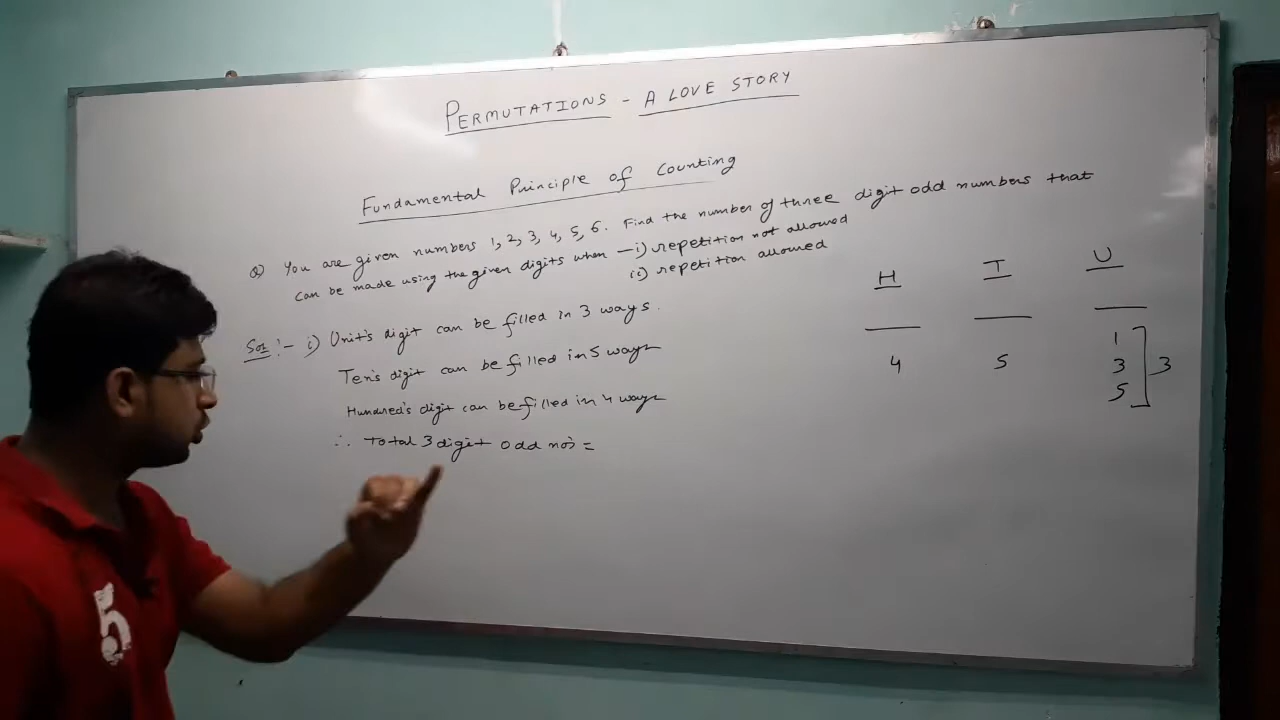 PERMUTATIONS - A LOVE STORY
Fundamental Principle of Counting
Q) You are given numbers 1, 2, 3, 4, 5, 6. Find the number of three digit odd numbers that
can be made using the given digits when - i) repetition not allowed
ii) repetition allowed
H T U
Sol:- i) Unit's digit can be filled in 3 ways.
1
Ten's digit can be filled in 5 ways
4 5 3 3
5
Hundred's digit can be filled in 4 ways
∴ Total 3 digit odd no's =
5